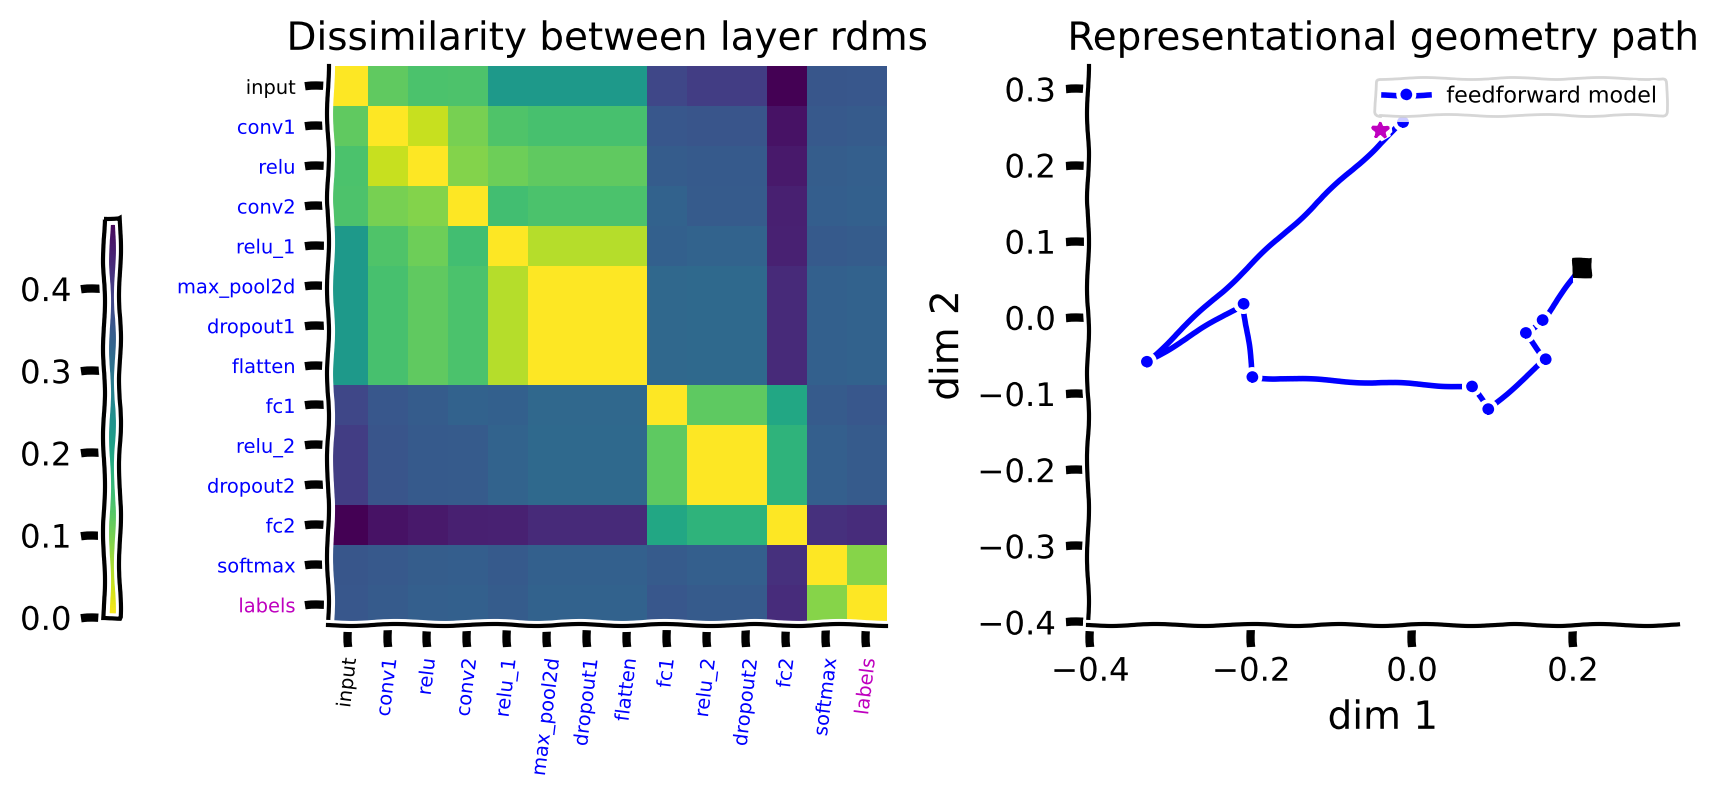 Dissimilarity between layer rdms
input
conv1
relu
conv2
relu_1
max_pool2d
dropout1
flatten
fc1
relu_2
dropout2
fc2
softmax
labels
0.4
0.3
0.2
0.1
0.0
input
conv1
relu
conv2
relu_1
max_pool2d
dropout1
flatten
fc1
relu_2
dropout2
fc2
softmax
labels
Representational geometry path
feedforward model
dim 2
0.3
0.2
0.1
0.0
−0.1
−0.2
−0.3
−0.4
−0.4 −0.2 0.0 0.2
dim 1